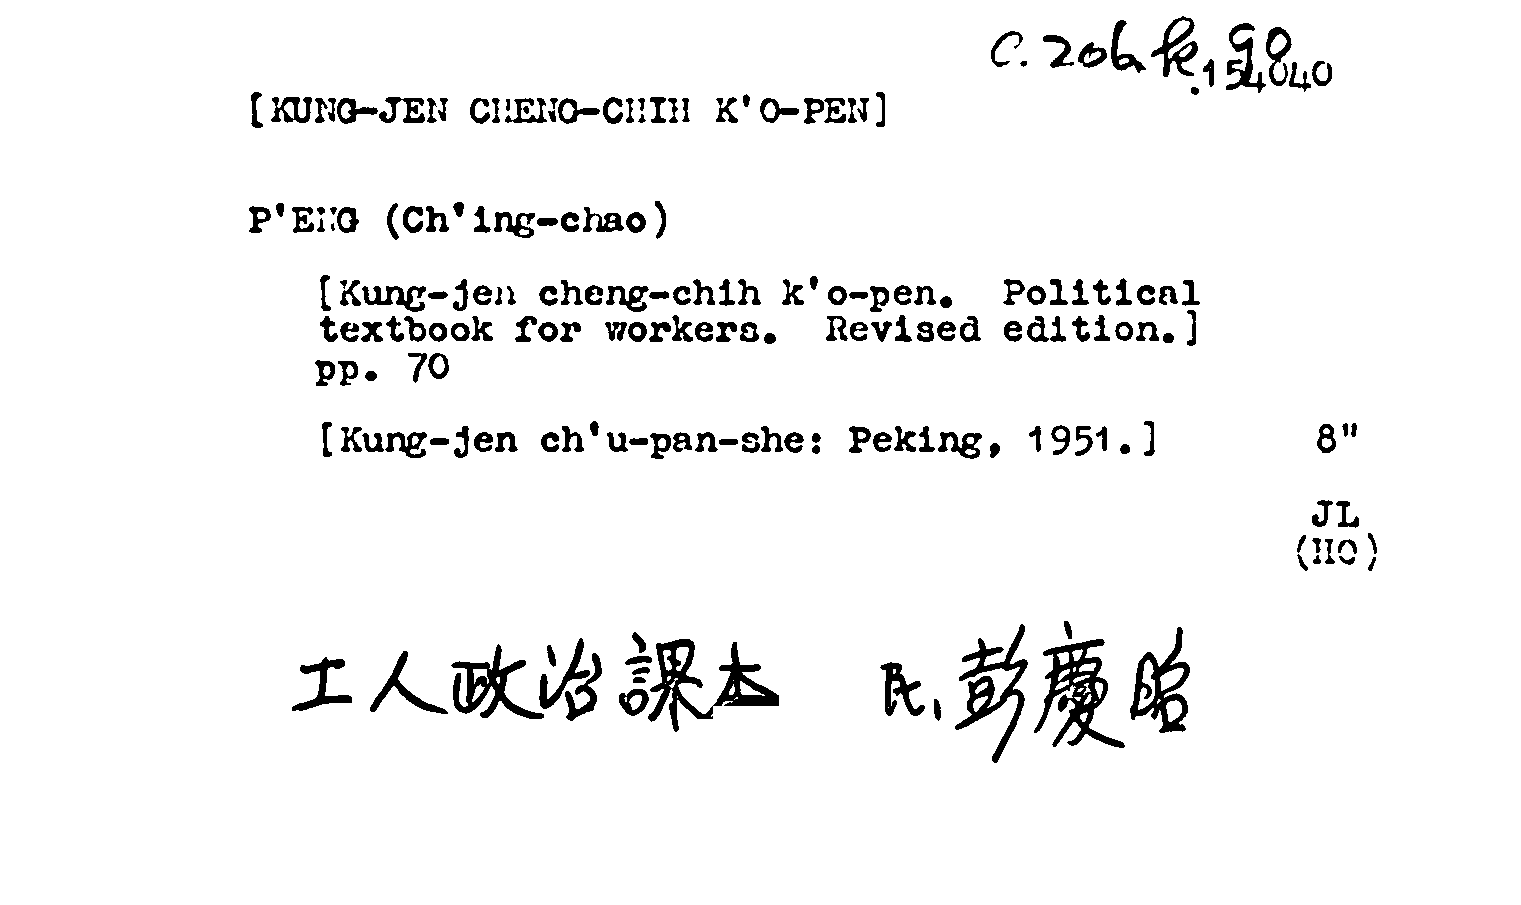 C. 206. k. 90
.154040
[KUNG-JEN CHENG-CHIH K'O-PEN]
P'ENG (Ch'ing-chao)
[Kung-jen cheng-chih k'o-pen. Political
textbook for workers. Revised edition.]
pp. 70
[Kung-jen ch'u-pan-she: Peking, 1951.] 8"
JL
(HO)
工人政治課本 彭慶昭